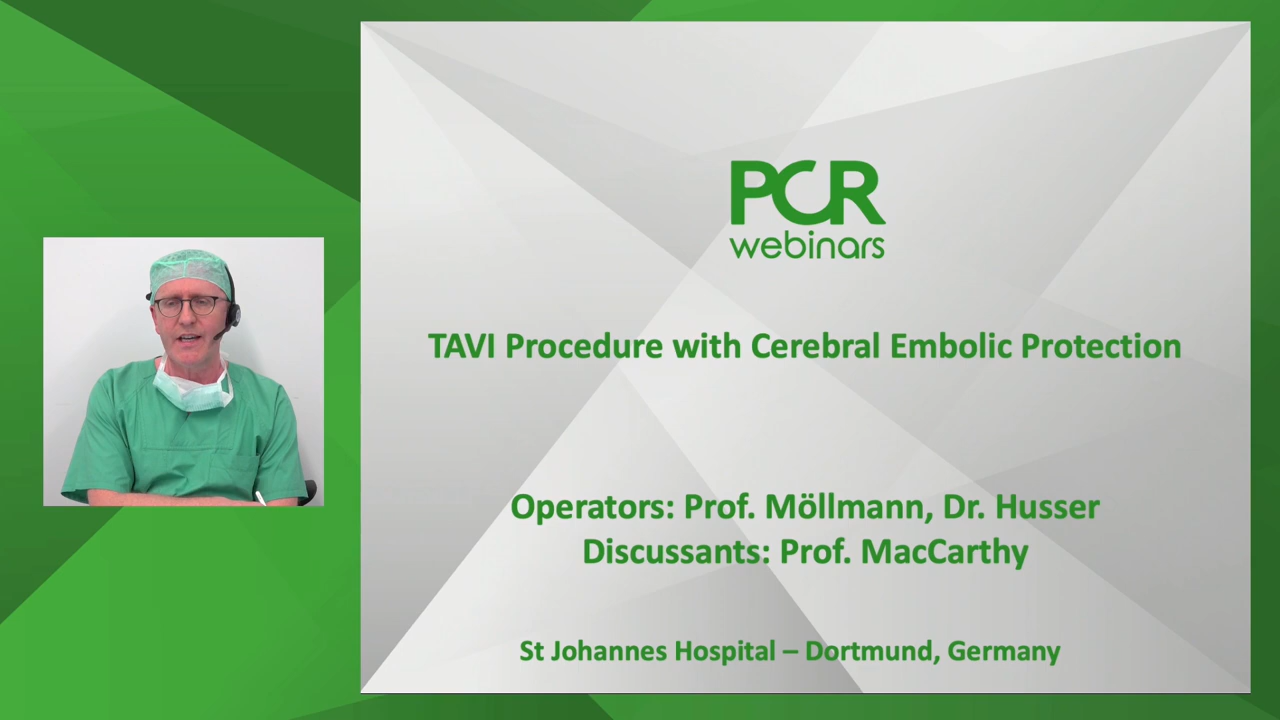 PCR
webinars
TAVI Procedure with Cerebral Embolic Protection
Operators: Prof. Möllmann, Dr. Husser
Discussants: Prof. MacCarthy
St Johannes Hospital – Dortmund, Germany